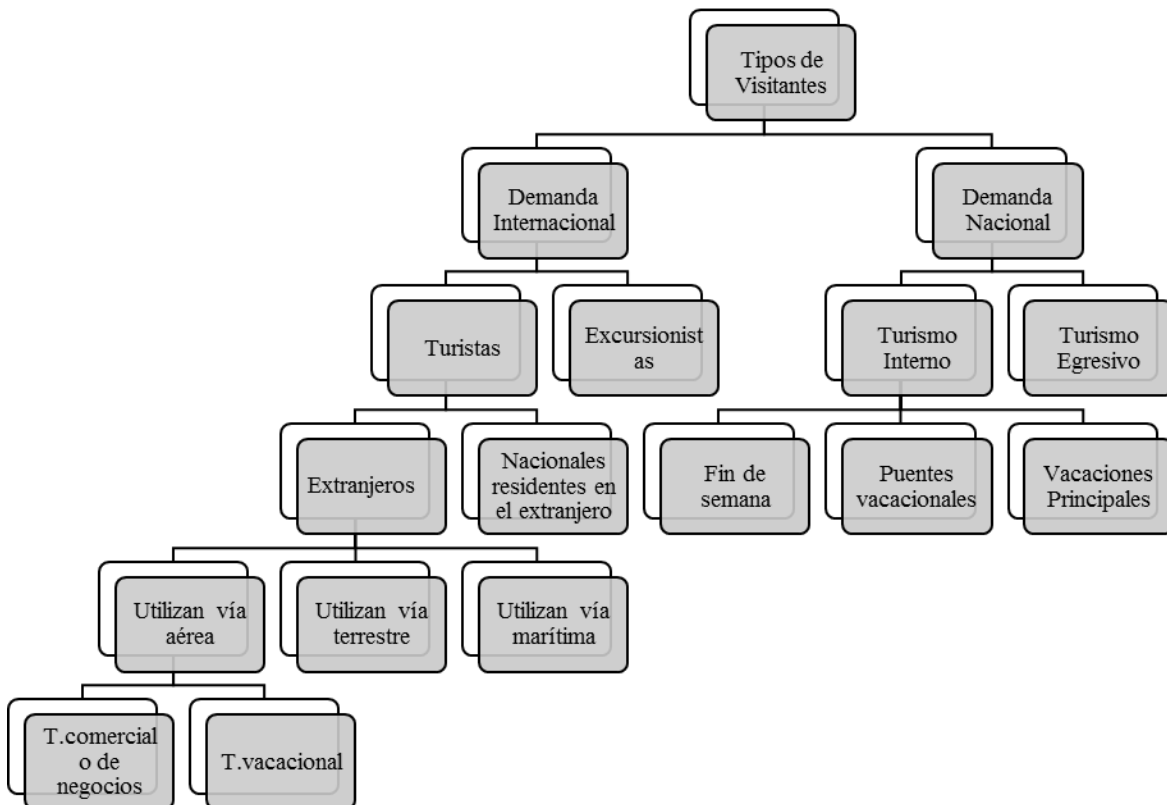 Tipos de
Visitantes
Demanda
Internacional
Demanda
Nacional
Turistas
Excursionist
as
Turismo
Interno
Turismo
Egresivo
Extranjeros
Nacionales
residentes en
el extranjero
Fin de
semana
Puentes
vacacionales
Vacaciones
Principales
Utilizan vía
aérea
Utilizan vía
terrestre
Utilizan vía
marítima
T.comercial
o de
negocios
T.vacacional